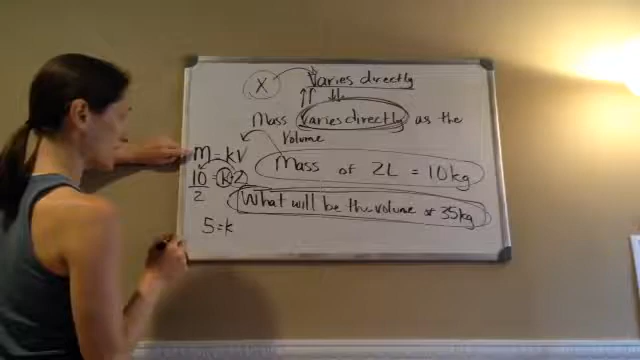 X Varies directly
Mass Varies directly as the
Volume
m = kv
Mass of 2L = 10kg
10 = k·2
2
What will be the volume of 35kg
5=k